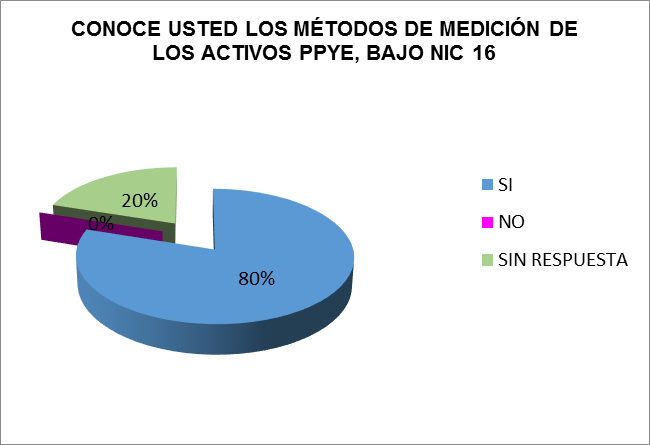 CONOCE USTED LOS MÉTODOS DE MEDICIÓN DE
LOS ACTIVOS PPYE, BAJO NIC 16
20%
0%
80%
SI
NO
SIN RESPUESTA